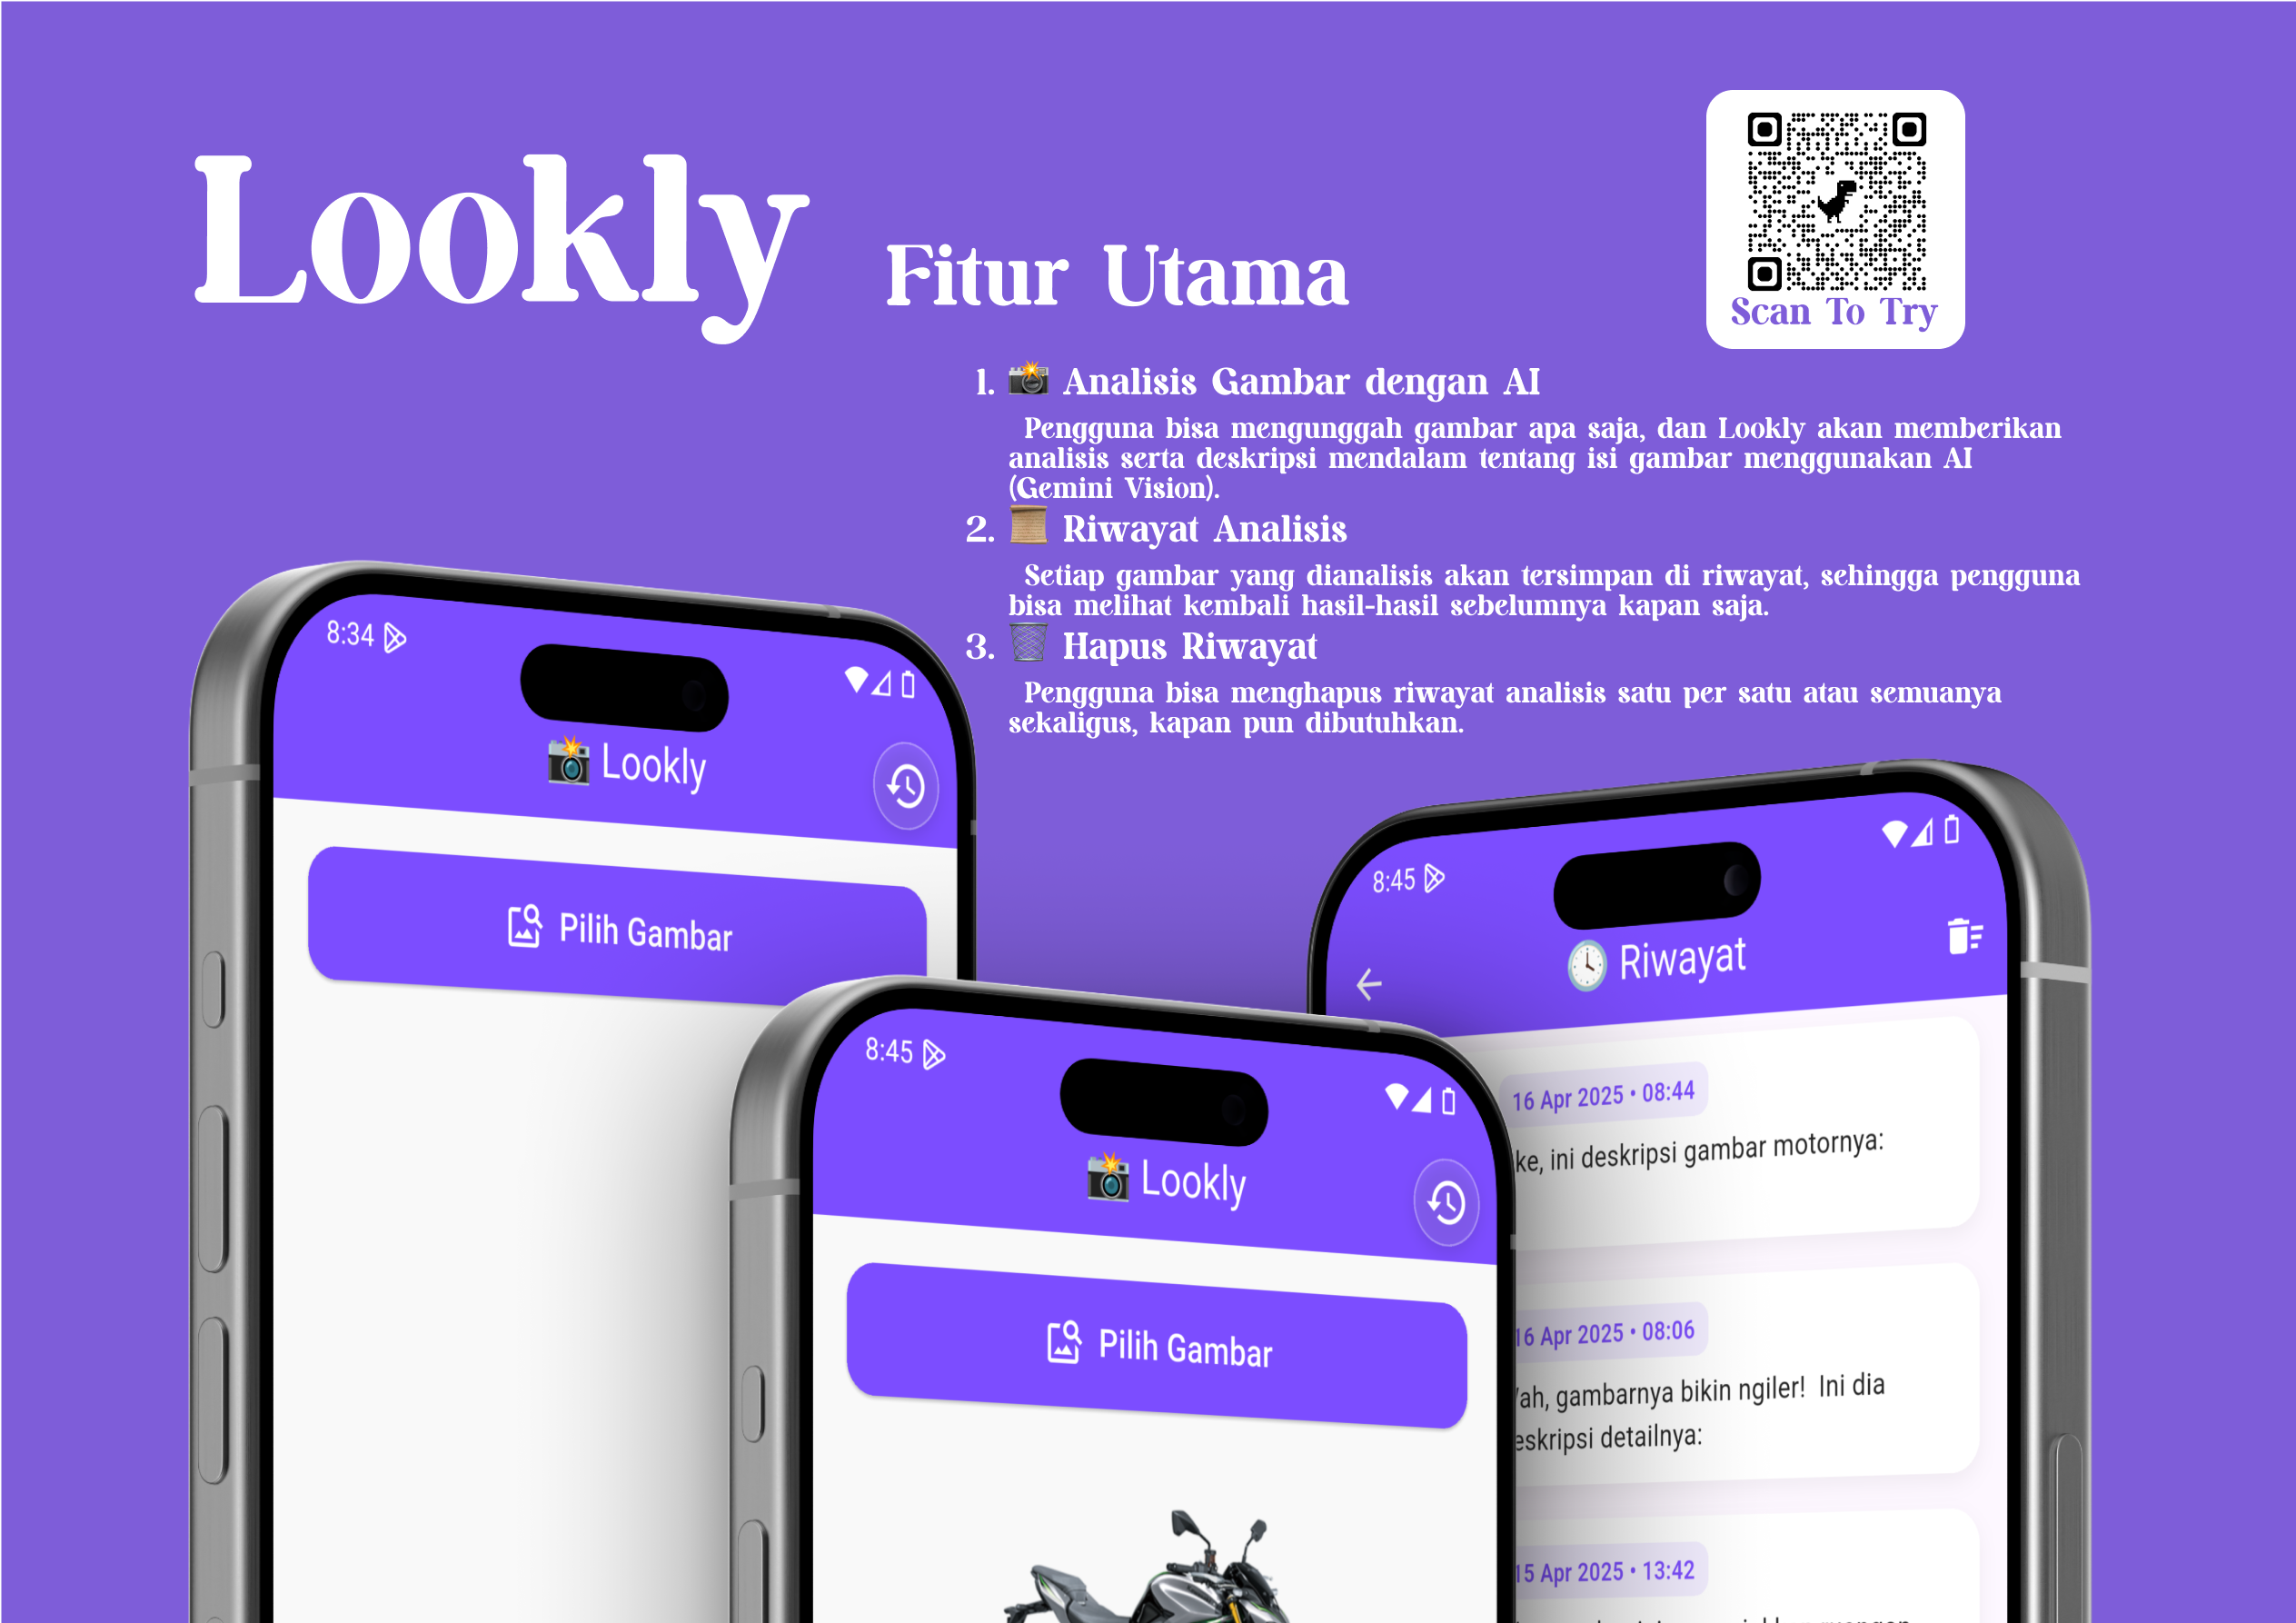 Lookly
Fitur Utama
Scan To Try
1. 📸 Analisis Gambar dengan AI
Pengguna bisa mengunggah gambar apa saja, dan Lookly akan memberikan
analisis serta deskripsi mendalam tentang isi gambar menggunakan AI
(Gemini Vision).
2. 📜 Riwayat Analisis
Setiap gambar yang dianalisis akan tersimpan di riwayat, sehingga pengguna
bisa melihat kembali hasil-hasil sebelumnya kapan saja.
3. 🗑️ Hapus Riwayat
Pengguna bisa menghapus riwayat analisis satu per satu atau semuanya
sekaligus, kapan pun dibutuhkan.
8:34
📸 Lookly
Pilih Gambar
8:45
📸 Lookly
Pilih Gambar
8:45
🕓 Riwayat
16 Apr 2025 • 08:44
ke, ini deskripsi gambar motornya:
16 Apr 2025 • 08:06
ah, gambarnya bikin ngiler! Ini dia
eskripsi detailnya:
15 Apr 2025 • 13:42